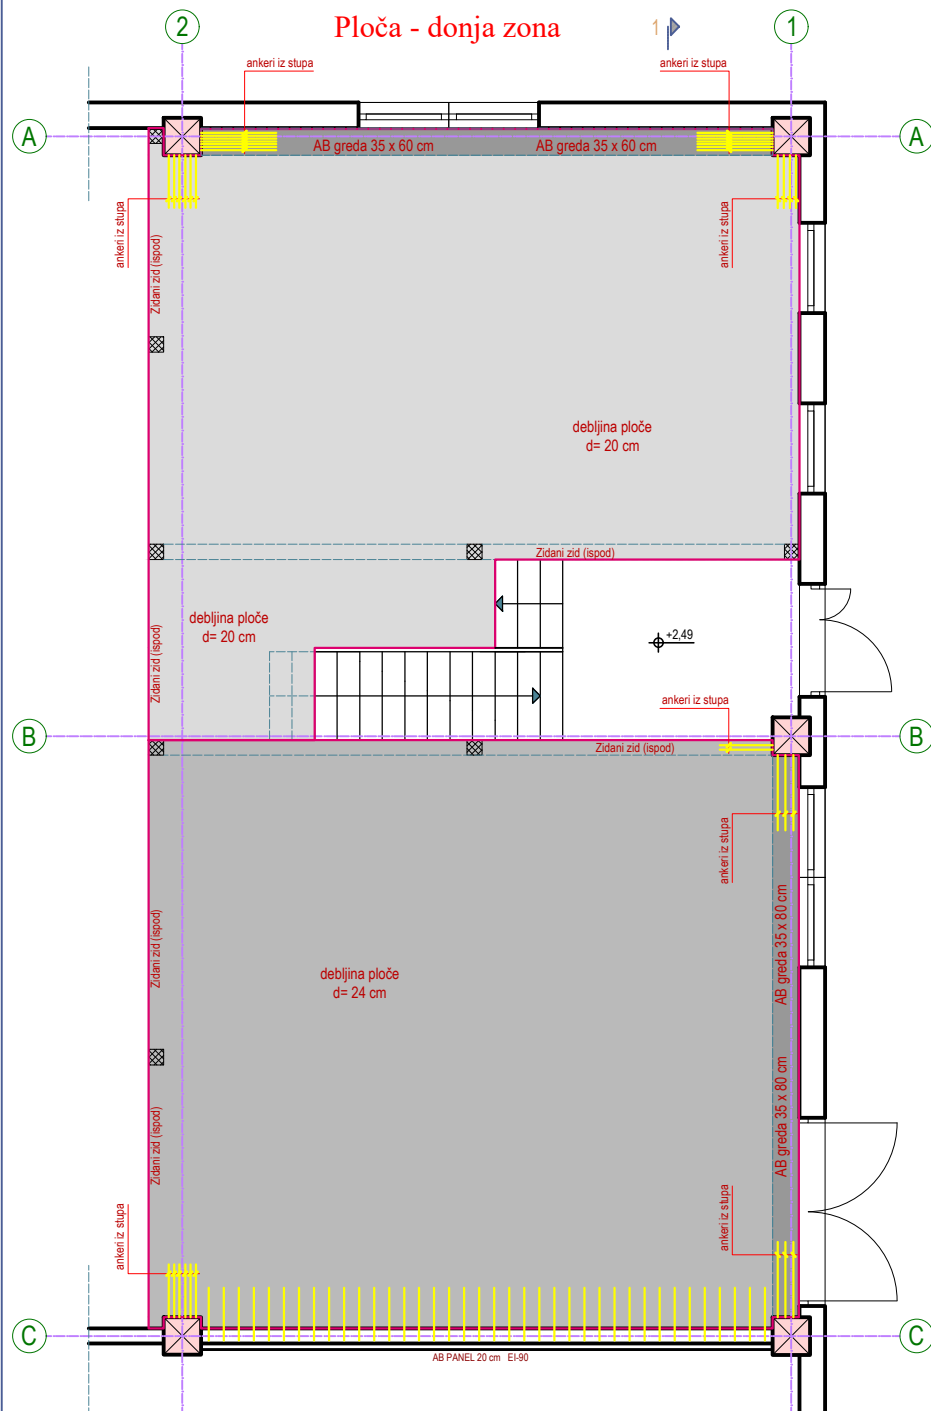 2
Ploča - donja zona
1
1
ankeri iz stupa
ankeri iz stupa
A
AB greda 35 x 60 cm
AB greda 35 x 60 cm
A
ankeri iz stupa
ankeri iz stupa
Zidani zid (ispod)
debljina ploče
d= 20 cm
Zidani zid (ispod)
debljina ploče
d= 20 cm
+2,49
Zidani zid (ispod)
ankeri iz stupa
B
Zidani zid (ispod)
B
ankeri iz stupa
Zidani zid (ispod)
AB greda 35 x 80 cm
debljina ploče
d= 24 cm
AB greda 35 x 80 cm
Zidani zid (ispod)
ankeri iz stupa
ankeri iz stupa
C
C
AB PANEL 20 cm EI-90